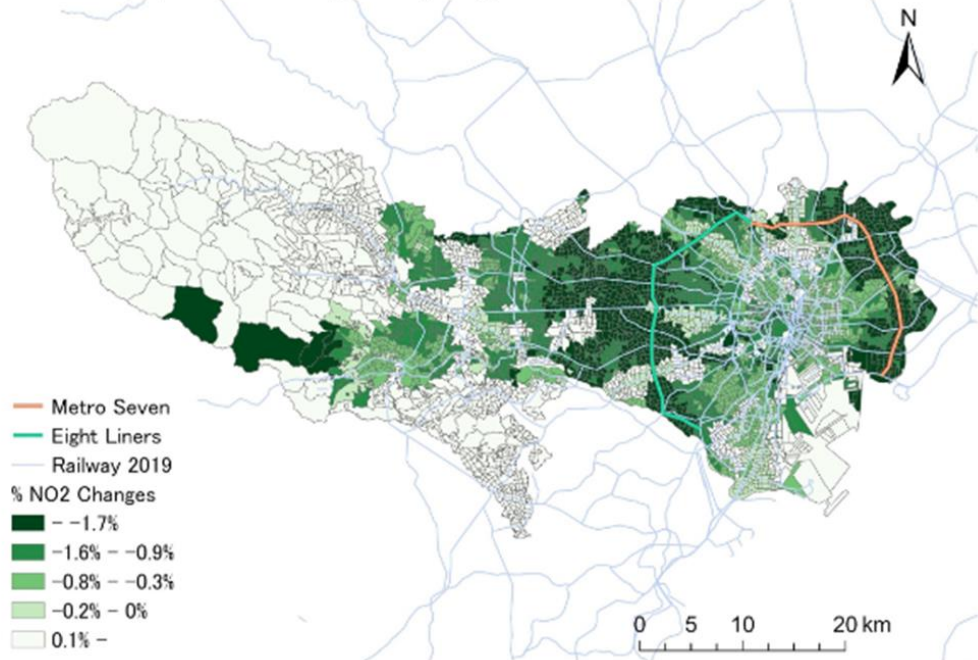 N
Metro Seven
Eight Liners
Railway 2019
% NO2 Changes
- -1.7%
-1.6% - -0.9%
-0.8% - -0.3%
-0.2% - 0%
0.1% -
0 5 10 20 km